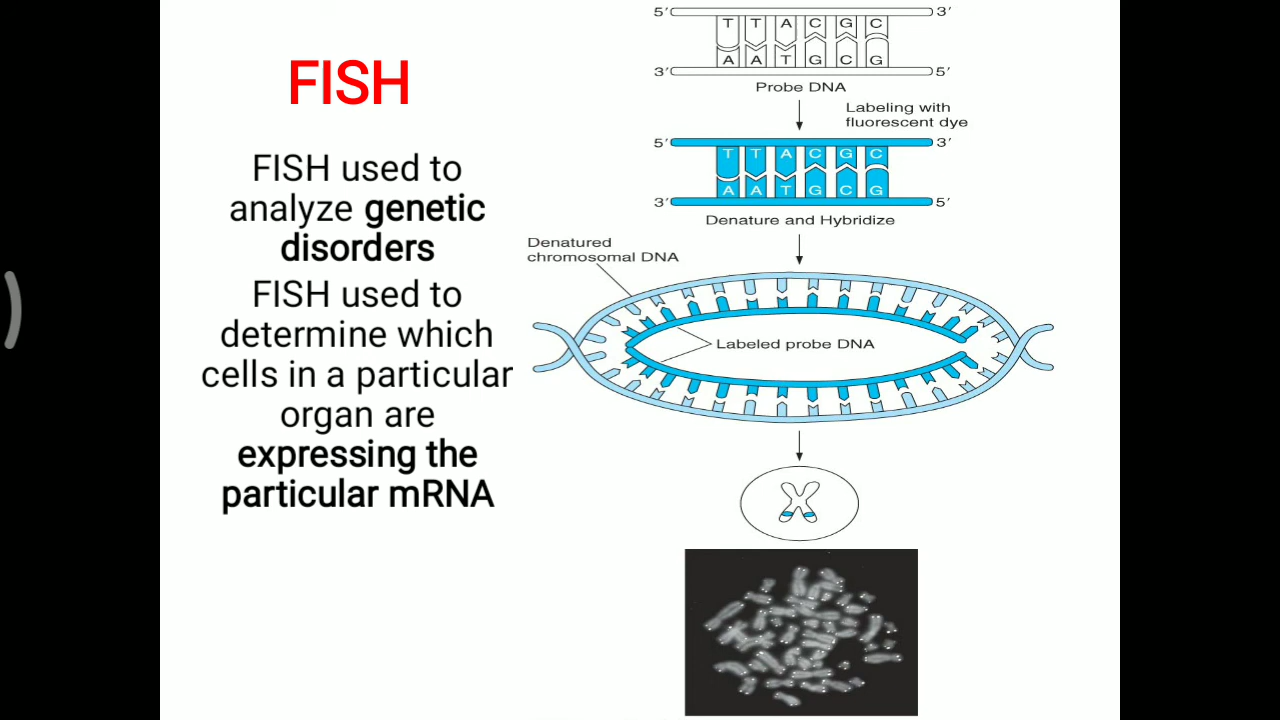 FISH
FISH used to
analyze genetic
disorders
FISH used to
determine which
cells in a particular
organ are
expressing the
particular mRNA
5′ 3′
T T A C G C
A A T G C G
3′ 5′
Probe DNA
Labeling with
fluorescent dye
5′ 3′
T T A C G C
A A T G C G
3′ 5′
Denature and Hybridize
Denatured
chromosomal DNA
Labeled probe DNA